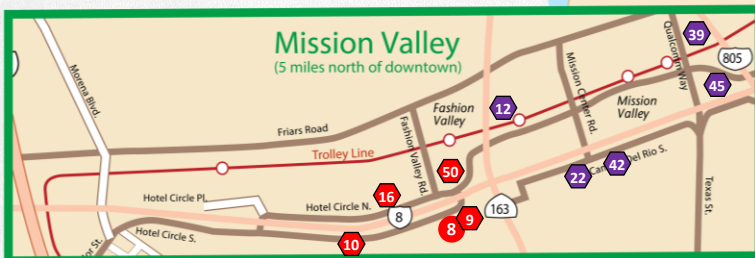 Mission Valley
(5 miles north of downtown)
Morena Blvd.
Friars Road
Trolley Line
Fashion
Valley
Fashion Valley Rd.
Mission Center Rd.
Mission
Valley
Qualcomm Way
Texas St.
Hotel Circle Pl.
Hotel Circle N.
Hotel Circle S.
Del Rio S.
39
805
45
12
50
16
8
22
42
9
163
8
10